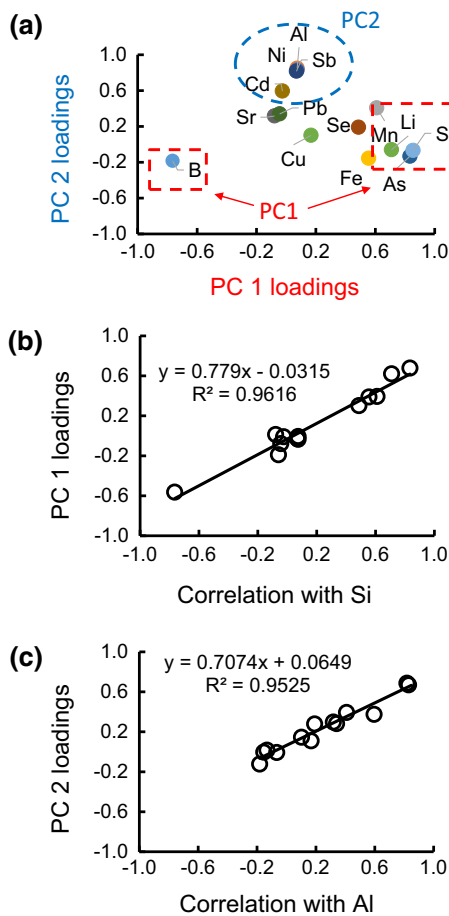 (a)
PC2
Al
Ni
Sb
Cd
Pb
Sr
Se
Mn
Li
S
Cu
B
Fe
As
PC1
PC 2 loadings
1.0
0.6
0.2
-0.2
-0.6
-1.0
-1.0 -0.6 -0.2 0.2 0.6 1.0
PC 1 loadings
(b)
y = 0.779x - 0.0315
R² = 0.9616
PC 1 loadings
1.0
0.6
0.2
-0.2
-0.6
-1.0
-1.0 -0.6 -0.2 0.2 0.6 1.0
Correlation with Si
(c)
y = 0.7074x + 0.0649
R² = 0.9525
PC 2 loadings
1.0
0.6
0.2
-0.2
-0.6
-1.0
-1.0 -0.6 -0.2 0.2 0.6 1.0
Correlation with Al